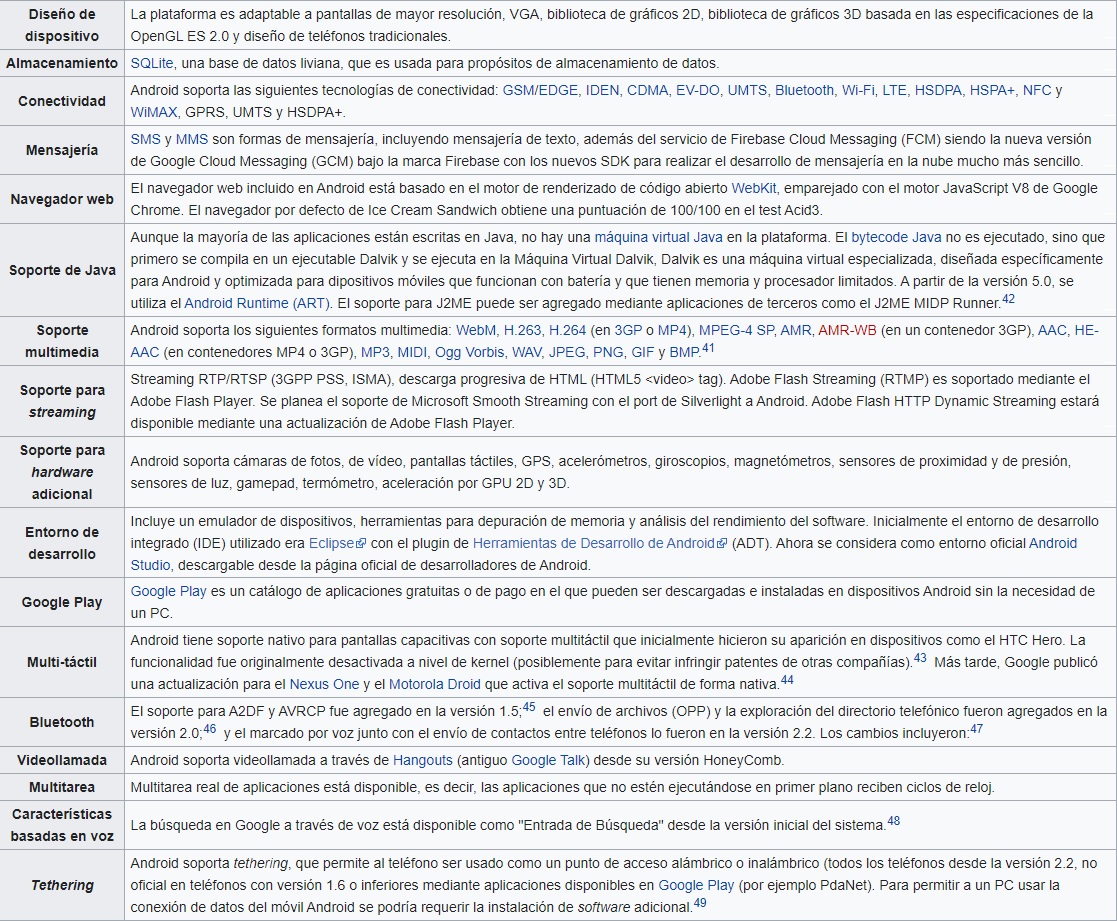 Diseño de
dispositivo
La plataforma es adaptable a pantallas de mayor resolución, VGA, biblioteca de gráficos 2D, biblioteca de gráficos 3D basada en las especificaciones de la
OpenGL ES 2.0 y diseño de teléfonos tradicionales.
Almacenamiento
SQLite, una base de datos liviana, que es usada para propósitos de almacenamiento de datos.
Conectividad
Android soporta las siguientes tecnologías de conectividad: GSM/EDGE, IDEN, CDMA, EV-DO, UMTS, Bluetooth, Wi-Fi, LTE, HSDPA, HSPA+, NFC y
WiMAX, GPRS, UMTS y HSDPA+.
Mensajería
SMS y MMS son formas de mensajería, incluyendo mensajería de texto, además del servicio de Firebase Cloud Messaging (FCM) siendo la nueva versión
de Google Cloud Messaging (GCM) bajo la marca Firebase con los nuevos SDK para realizar el desarrollo de mensajería en la nube mucho más sencillo.
Navegador web
El navegador web incluido en Android está basado en el motor de renderizado de código abierto WebKit, emparejado con el motor JavaScript V8 de Google
Chrome. El navegador por defecto de Ice Cream Sandwich obtiene una puntuación de 100/100 en el test Acid3.
Soporte de Java
Aunque la mayoría de las aplicaciones están escritas en Java, no hay una máquina virtual Java en la plataforma. El bytecode Java no es ejecutado, sino que
primero se compila en un ejecutable Dalvik y se ejecuta en la Máquina Virtual Dalvik, Dalvik es una máquina virtual especializada, diseñada específicamente
para Android y optimizada para dipositivos móviles que funcionan con batería y que tienen memoria y procesador limitados. A partir de la versión 5.0, se
utiliza el Android Runtime (ART). El soporte para J2ME puede ser agregado mediante aplicaciones de terceros como el J2ME MIDP Runner.42
Soporte
multimedia
Android soporta los siguientes formatos multimedia: WebM, H.263, H.264 (en 3GP o MP4), MPEG-4 SP, AMR, AMR-WB (en un contenedor 3GP), AAC, HE-
AAC (en contenedores MP4 o 3GP), MP3, MIDI, Ogg Vorbis, WAV, JPEG, PNG, GIF y BMP.41
Soporte para
streaming
Streaming RTP/RTSP (3GPP PSS, ISMA), descarga progresiva de HTML (HTML5 <video> tag). Adobe Flash Streaming (RTMP) es soportado mediante el
Adobe Flash Player. Se planea el soporte de Microsoft Smooth Streaming con el port de Silverlight a Android. Adobe Flash HTTP Dynamic Streaming estará
disponible mediante una actualización de Adobe Flash Player.
Soporte para
hardware
adicional
Android soporta cámaras de fotos, de vídeo, pantallas táctiles, GPS, acelerómetros, giroscopios, magnetómetros, sensores de proximidad y de presión,
sensores de luz, gamepad, termómetro, aceleración por GPU 2D y 3D.
Entorno de
desarrollo
Incluye un emulador de dispositivos, herramientas para depuración de memoria y análisis del rendimiento del software. Inicialmente el entorno de desarrollo
integrado (IDE) utilizado era Eclipse con el plugin de Herramientas de Desarrollo de Android (ADT). Ahora se considera como entorno oficial Android
Studio, descargable desde la página oficial de desarrolladores de Android.
Google Play
Google Play es un catálogo de aplicaciones gratuitas o de pago en el que pueden ser descargadas e instaladas en dispositivos Android sin la necesidad de
un PC.
Multi-táctil
Android tiene soporte nativo para pantallas capacitivas con soporte multitáctil que inicialmente hicieron su aparición en dispositivos como el HTC Hero. La
funcionalidad fue originalmente desactivada a nivel de kernel (posiblemente para evitar infringir patentes de otras compañías).43 Más tarde, Google publicó
una actualización para el Nexus One y el Motorola Droid que activa el soporte multitáctil de forma nativa.44
Bluetooth
El soporte para A2DF y AVRCP fue agregado en la versión 1.5;45 el envío de archivos (OPP) y la exploración del directorio telefónico fueron agregados en la
versión 2.0;46 y el marcado por voz junto con el envío de contactos entre teléfonos lo fueron en la versión 2.2. Los cambios incluyeron:47
Videollamada
Android soporta videollamada a través de Hangouts (antiguo Google Talk) desde su versión HoneyComb.
Multitarea
Multitarea real de aplicaciones está disponible, es decir, las aplicaciones que no estén ejecutándose en primer plano reciben ciclos de reloj.
Características
basadas en voz
La búsqueda en Google a través de voz está disponible como "Entrada de Búsqueda" desde la versión inicial del sistema.48
Tethering
Android soporta tethering, que permite al teléfono ser usado como un punto de acceso alámbrico o inalámbrico (todos los teléfonos desde la versión 2.2, no
oficial en teléfonos con versión 1.6 o inferiores mediante aplicaciones disponibles en Google Play (por ejemplo PdaNet). Para permitir a un PC usar la
conexión de datos del móvil Android se podría requerir la instalación de software adicional.49